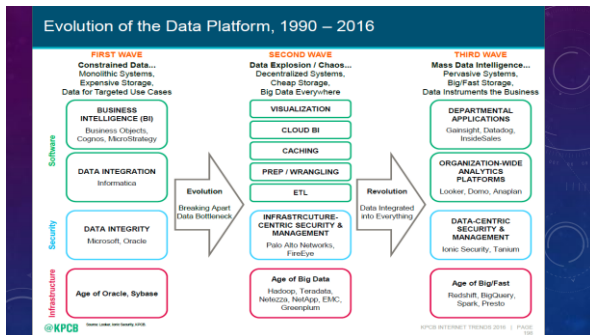 Evolution of the Data Platform, 1990 – 2016
FIRST WAVE
Constrained Data...
Monolithic Systems,
Expensive Storage,
Data for Targeted Use Cases
SECOND WAVE
Data Explosion / Chaos...
Decentralized Systems,
Cheap Storage,
Big Data Everywhere
THIRD WAVE
Mass Data Intelligence...
Pervasive Systems,
Big/Fast Storage,
Data Instruments the Business
Software
BUSINESS
INTELLIGENCE (BI)
Business Objects,
Cognos, MicroStrategy
DATA INTEGRATION
Informatica
Evolution
Breaking Apart
Data Bottleneck
VISUALIZATION
CLOUD BI
CACHING
PREP / WRANGLING
ETL
Revolution
Data Integrated
into Everything
DEPARTMENTAL
APPLICATIONS
Gainsight, Datadog,
InsideSales
ORGANIZATION-WIDE
ANALYTICS
PLATFORMS
Looker, Domo, Anaplan
Security
DATA INTEGRITY
Microsoft, Oracle
INFRASTRCUTURE-
CENTRIC SECURITY &
MANAGEMENT
Palo Alto Networks,
FireEye
DATA-CENTRIC
SECURITY &
MANAGEMENT
Ionic Security, Tanium
Infrastructure
Age of Oracle, Sybase
Age of Big Data
Hadoop, Teradata,
Netezza, NetApp, EMC,
Greenplum
Age of Big/Fast
Redshift, BigQuery,
Spark, Presto
@KPCB
Source: Looker, Ionic Security, KPCB
KPCB INTERNET TRENDS 2016 | PAGE